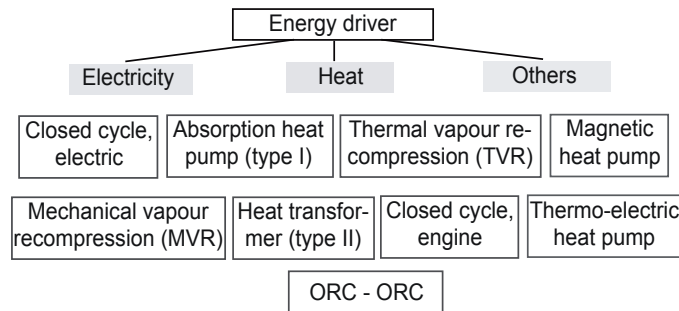 Energy driver
Electricity
Heat
Others
Closed cycle,
electric
Absorption heat
pump (type I)
Thermal vapour re-
compression (TVR)
Magnetic
heat pump
Mechanical vapour
recompression (MVR)
Heat transfor-
mer (type II)
Closed cycle,
engine
Thermo-electric
heat pump
ORC - ORC